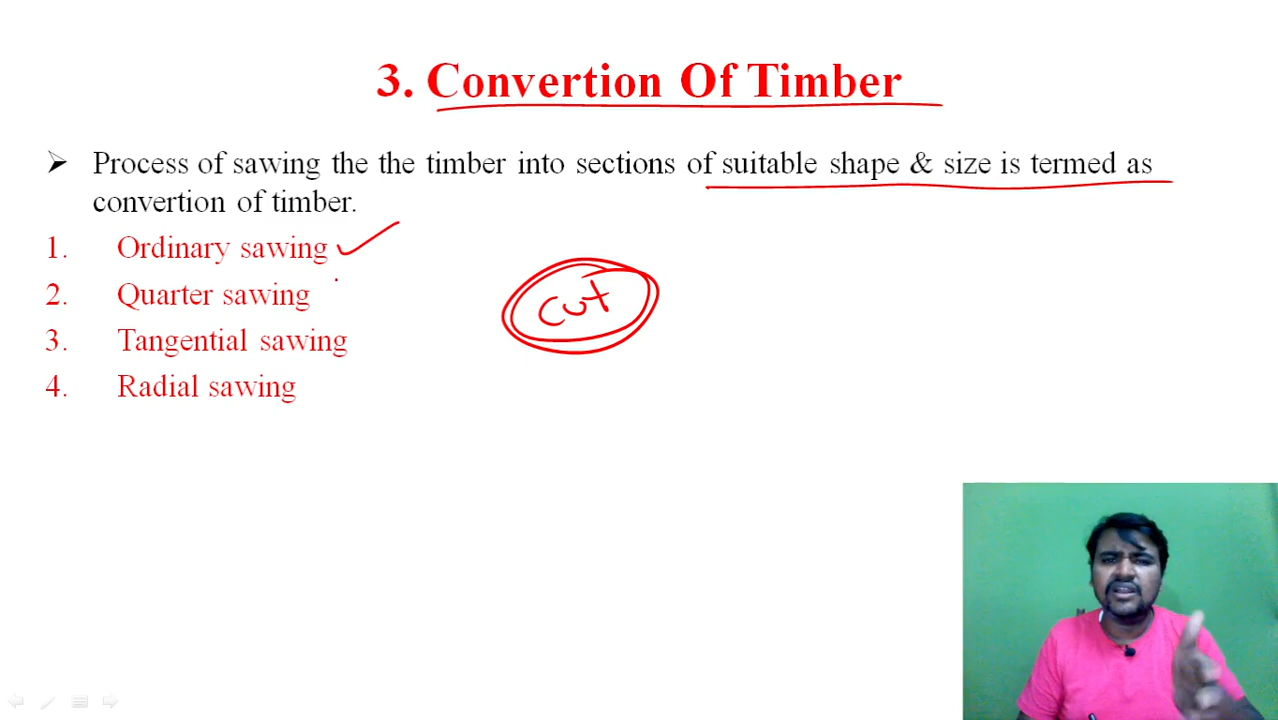 3. Convertion Of Timber
Process of sawing the the timber into sections of suitable shape & size is termed as
convertion of timber.
1. Ordinary sawing
2. Quarter sawing
3. Tangential sawing
4. Radial sawing
cut